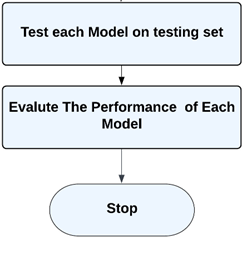 Test each Model on testing set
Evalute The Performance of Each
Model
Stop